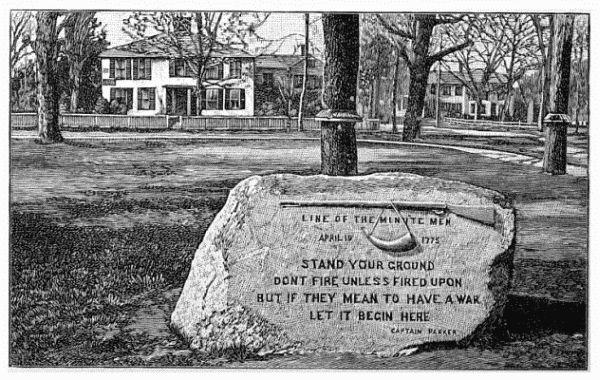 LINE OF THE MINUTE MEN
APRIL 19 1775
STAND YOUR GROUND
DONT FIRE UNLESS FIRED UPON
BUT IF THEY MEAN TO HAVE A WAR
LET IT BEGIN HERE
CAPTAIN PARKER